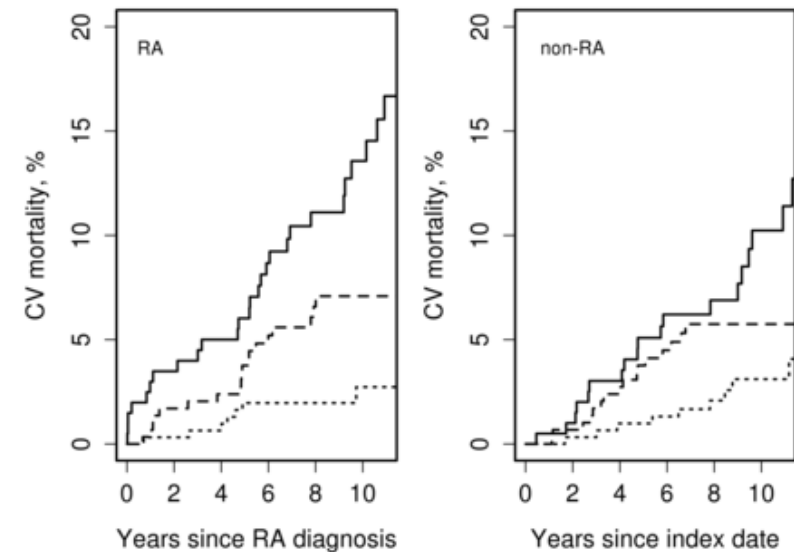 RA
CV mortality, %
0
5
10
15
20
0 2 4 6 8 10
Years since RA diagnosis
non-RA
CV mortality, %
0
5
10
15
20
0 2 4 6 8 10
Years since index date